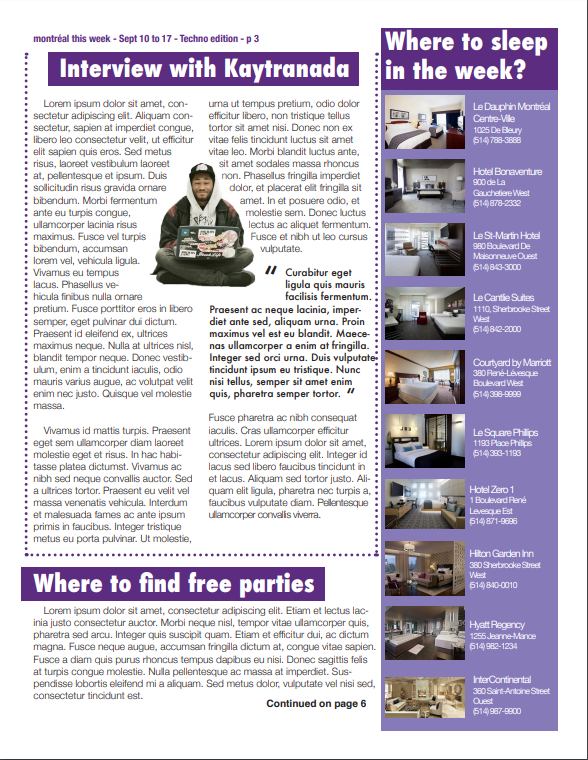 montréal this week - Sept 10 to 17 - Techno edition - p 3
Interview with Kaytranada
Lorem ipsum dolor sit amet, con-
sectetur adipiscing elit. Aliquam con-
sectetur, sapien at imperdiet congue,
libero leo consectetur velit, ut efficitur
elit sapien quis eros. Sed metus
risus, laoreet vestibulum laoreet
at, pellentesque et ipsum. Duis
sollicitudin risus gravida ornare
bibendum. Morbi fermentum
ante eu turpis congue,
ullamcorper lacinia risus
maximus. Fusce vel turpis
bibendum, accumsan
lorem vel, vehicula ligula.
Vivamus eu tempus
lacus. Phasellus ve-
hicula finibus nulla ornare
pretium. Fusce porttitor eros in libero
semper, eget pulvinar dui dictum.
Praesent id eleifend ex, ultrices
maximus neque. Nulla at ultrices nisl,
blandit tempor neque. Donec vestib-
ulum, enim a tincidunt iaculis, odio
mauris varius augue, ac volutpat velit
enim nec justo. Quisque vel molestie
massa.
Vivamus id mattis turpis. Praesent
eget sem ullamcorper diam laoreet
molestie eget et risus. In hac habi-
tasse platea dictumst. Vivamus ac
nibh sed neque convallis auctor. Sed
a ultrices tortor. Praesent eu velit vel
massa venenatis vehicula. Interdum
et malesuada fames ac ante ipsum
primis in faucibus. Integer tristique
metus eu porta pulvinar. Ut molestie,
urna ut tempus pretium, odio dolor
efficitur libero, non tristique tellus
tortor sit amet nisi. Donec non ex
vitae felis tincidunt luctus sit amet
vitae leo. Morbi blandit luctus ante,
sit amet sodales massa rhoncus
non. Phasellus fringilla imperdiet
dolor, et placerat elit fringilla sit
amet. In et posuere odio, et
molestie sem. Donec luctus
lectus ac aliquet fermentum.
Fusce et nibh ut leo cursus
vulputate.
“ Curabitur eget
ligula quis mauris
facilisis fermentum.
Praesent ac neque lacinia, imper-
diet ante sed, aliquam urna. Proin
maximus vel est eu blandit. Maece-
nas ullamcorper a enim at fringilla.
Integer sed orci urna. Duis vulputate
tincidunt ipsum eu tristique. Nunc
nisi tellus, semper sit amet enim
quis, pharetra semper tortor. “
Fusce pharetra ac nibh consequat
iaculis. Cras ullamcorper efficitur
ultrices. Lorem ipsum dolor sit amet,
consectetur adipiscing elit. Integer id
lacus sed libero faucibus tincidunt in
et lacus. Aliquam sed tortor justo. Ali-
quam elit ligula, pharetra nec turpis a,
faucibus vulputate diam. Pellentesque
ullamcorper convallis viverra.
Where to find free parties
Lorem ipsum dolor sit amet, consectetur adipiscing elit. Etiam et lectus lac-
inia justo consectetur auctor. Morbi neque nisl, tempor vitae ullamcorper quis,
pharetra sed arcu. Integer quis suscipit quam. Etiam et efficitur dui, ac dictum
magna. Fusce neque augue, accumsan fringilla dictum at, congue vitae sapien.
Fusce a diam quis purus rhoncus tempus dapibus eu nisi. Donec sagittis felis
at turpis congue molestie. Nulla pellentesque ac massa at imperdiet. Sus-
pendisse lobortis eleifend mi a aliquam. Sed metus dolor, vulputate vel nisi sed,
consectetur tincidunt est.
Continued on page 6
Where to sleep
in the week?
Le Dauphin Montréal
Centre-Ville
1025 De Bleury
(514) 788-3888
Hotel Bonaventure
900 de La
Gauchetiere West
(514) 878-2332
Le St-Martin Hotel
980 Boulevard De
Maisonneuve Ouest
(514) 843-3000
Le Cantlie Suites
1110, Sherbrooke Street
West
(514) 842-2000
Courtyard by Marriott
380 René-Lévesque
Boulevard West
(514) 398-9999
Le Square Phillips
1193 Place Phillips
(514) 393-1193
Hotel Zero 1
1 Boulevard René
Levesque Est
(514) 871-9696
Hilton Garden Inn
380 Sherbrooke Street
West
(514) 840-0010
Hyatt Regency
1255 Jeanne-Mance
(514) 982-1234
InterContinental
360 Saint-Antoine Street
Ouest
(514) 987-9900